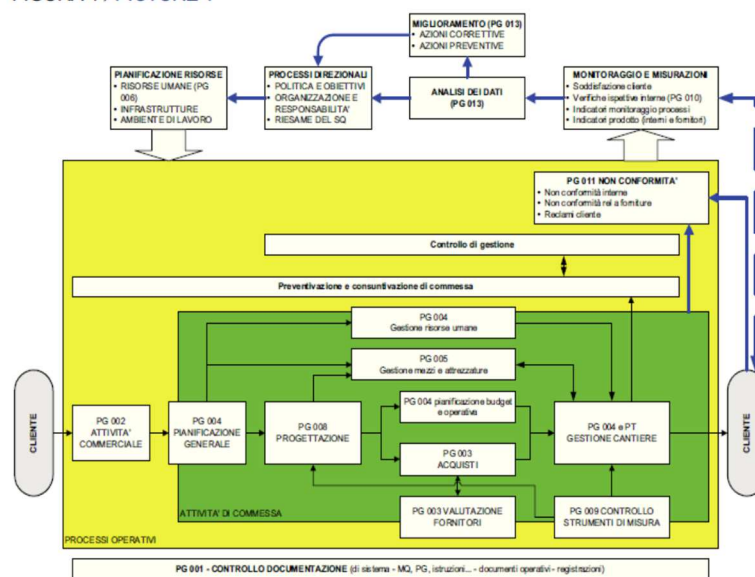 MIGLIORAMENTO (PG 013)
• AZIONI CORRETTIVE
• AZIONI PREVENTIVE
PIANIFICAZIONE RISORSE
• RISORSE UMANE (PG
006)
• INFRASTRUTTURE
• AMBIENTE DI LAVORO
PROCESSI DIREZIONALI
• POLITICA E OBIETTIVI
• ORGANIZZAZIONE E
RESPONSABILITA'
• RIESAME DEL SQ
ANALISI DEI DATI
(PG 013)
MONITORAGGIO E MISURAZIONI
• Soddisfazione cliente
• Verifiche ispettive interne (PG 010)
• Indicatori monitoraggio processi
• Indicatori prodotto (interni e fornitori)
PG 011 NON CONFORMITA'
• Non conformità interne
• Non conformità rel a forniture
• Reclami cliente
Controllo di gestione
Preventivazione e consuntivazione di commessa
PG 004
Gestione risorse umane
PG 005
Gestione mezzi e attrezzature
CLIENTE
PG 002
ATTIVITA'
COMMERCIALE
PG 004
PIANIFICAZIONE
GENERALE
PG 008
PROGETTAZIONE
PG 004 pianificazione budget
e operativa
PG 003
ACQUISTI
PG 004 e PT
GESTIONE CANTIERE
CLIENTE
PG 003 VALUTAZIONE
FORNITORI
PG 009 CONTROLLO
STRUMENTI DI MISURA
ATTIVITA' DI COMMESSA
PROCESSI OPERATIVI
PG 001 - CONTROLLO DOCUMENTAZIONE (di sistema - MQ, PG, istruzioni... - documenti operativi - registrazioni)